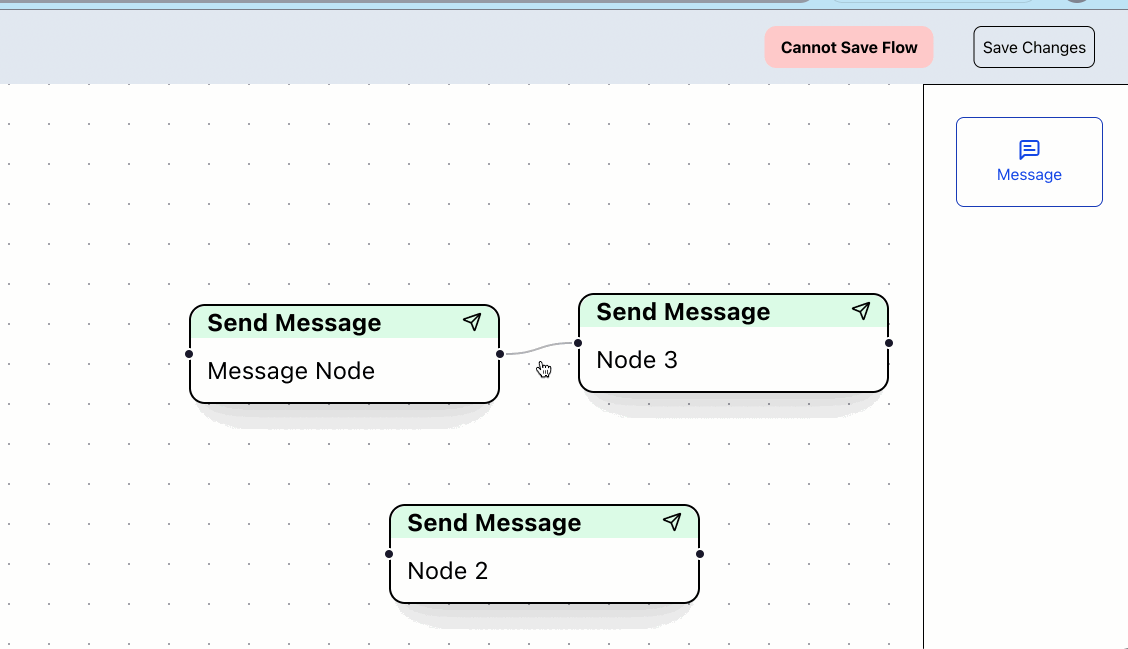 Cannot Save Flow
Save Changes
Message
Send Message
Message Node
Send Message
Node 3
Send Message
Node 2